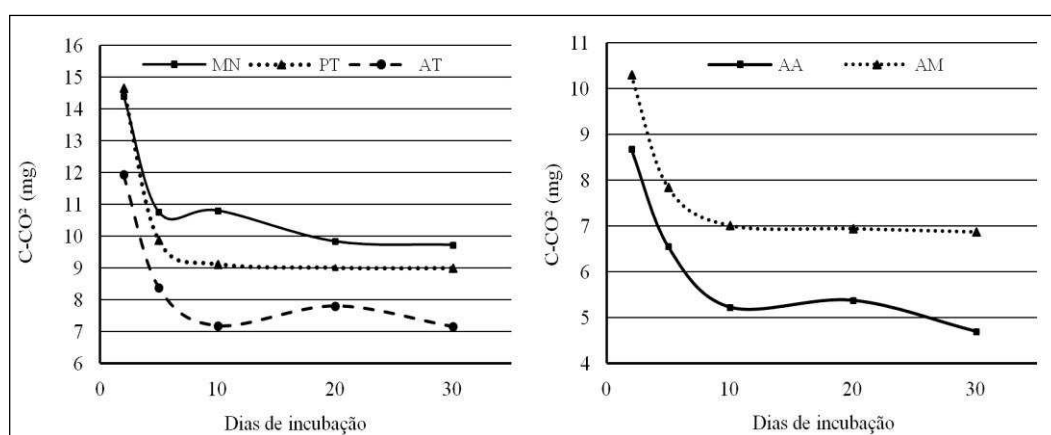 16
15
14
13
12
11
10
9
8
7
6
MN PT AT
C-CO² (mg)
0 10 20 30
Dias de incubação
11
10
9
8
7
6
5
4
AA AM
C-CO² (mg)
0 10 20 30
Dias de incubação